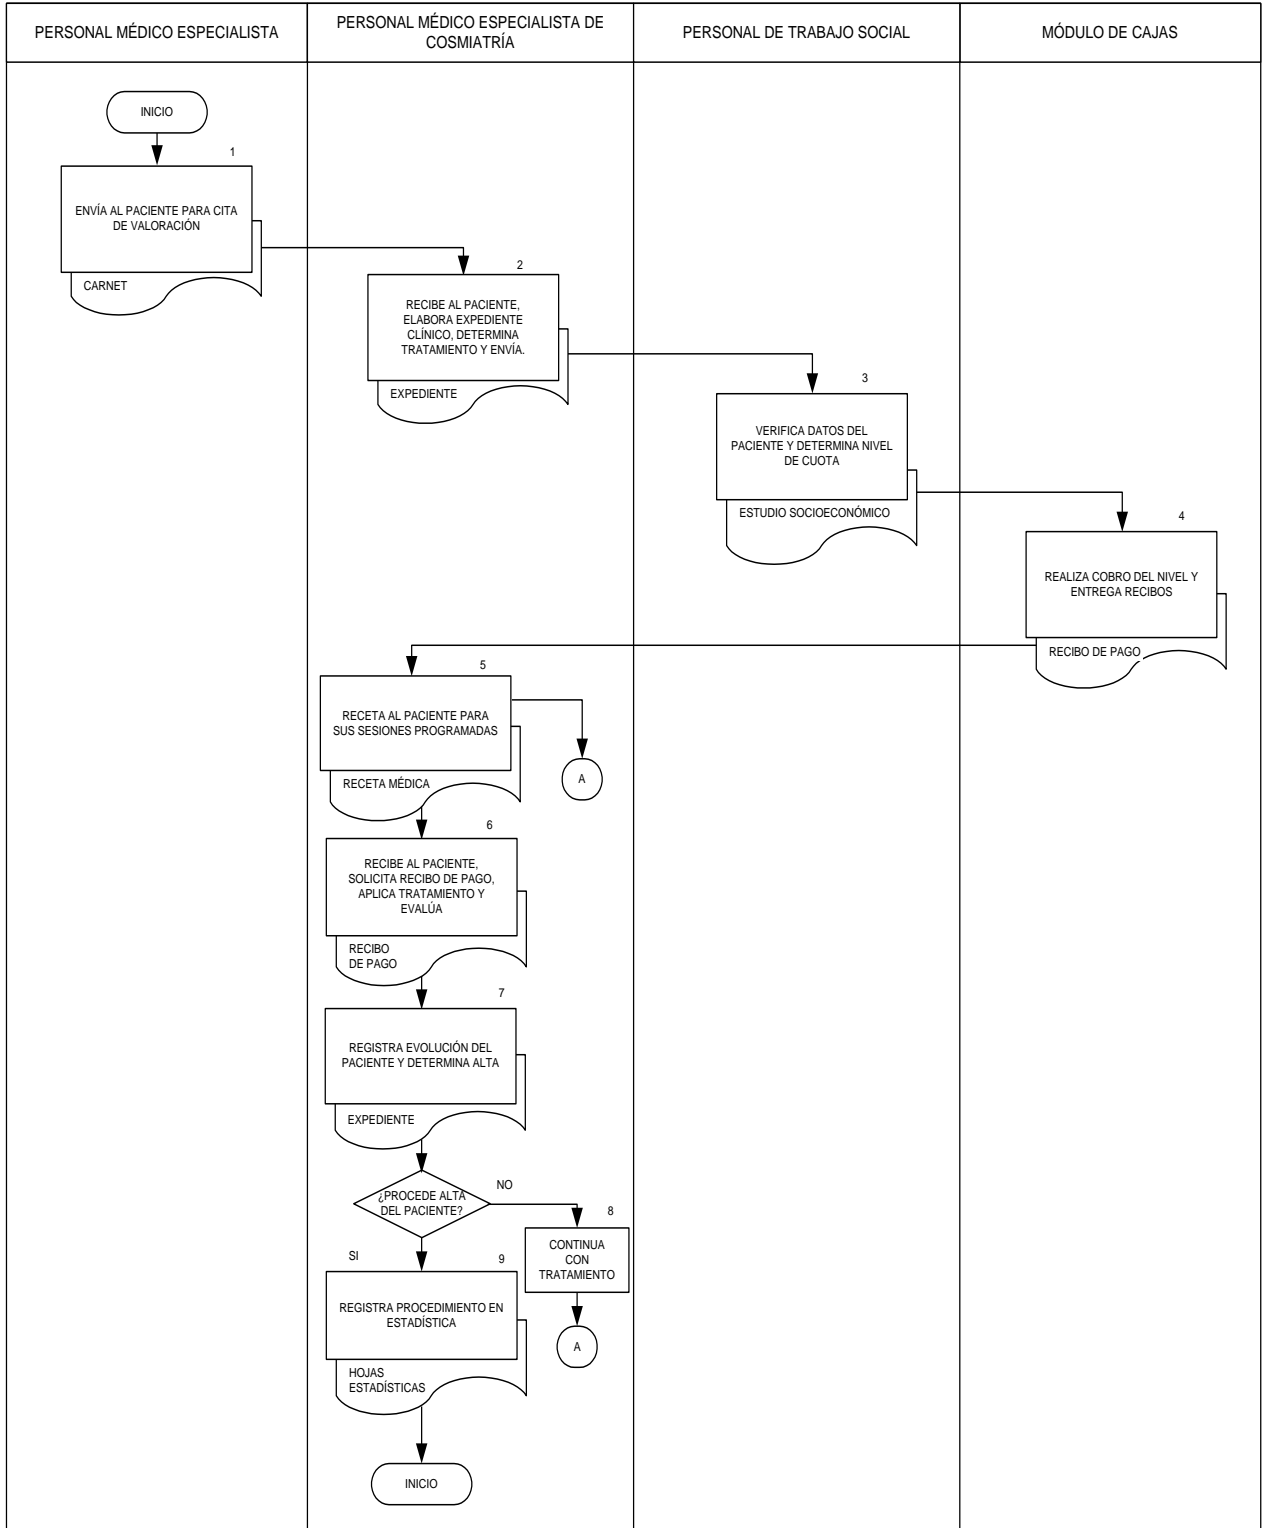 PERSONAL MÉDICO ESPECIALISTA
PERSONAL MÉDICO ESPECIALISTA DE
COSMIATRÍA
PERSONAL DE TRABAJO SOCIAL
MÓDULO DE CAJAS
INICIO
1
ENVÍA AL PACIENTE PARA CITA
DE VALORACIÓN
CARNET
2
RECIBE AL PACIENTE,
ELABORA EXPEDIENTE
CLÍNICO, DETERMINA
TRATAMIENTO Y ENVÍA.
EXPEDIENTE
3
VERIFICA DATOS DEL
PACIENTE Y DETERMINA NIVEL
DE CUOTA
ESTUDIO SOCIOECONÓMICO
4
REALIZA COBRO DEL NIVEL Y
ENTREGA RECIBOS
RECIBO DE PAGO
5
RECETA AL PACIENTE PARA
SUS SESIONES PROGRAMADAS
RECETA MÉDICA
A
6
RECIBE AL PACIENTE,
SOLICITA RECIBO DE PAGO,
APLICA TRATAMIENTO Y
EVALÚA
RECIBO
DE PAGO
7
REGISTRA EVOLUCIÓN DEL
PACIENTE Y DETERMINA ALTA
EXPEDIENTE
¿PROCEDE ALTA
DEL PACIENTE?
NO
8
CONTINUA
CON
TRATAMIENTO
A
SI
9
REGISTRA PROCEDIMIENTO EN
ESTADÍSTICA
HOJAS
ESTADÍSTICAS
INICIO